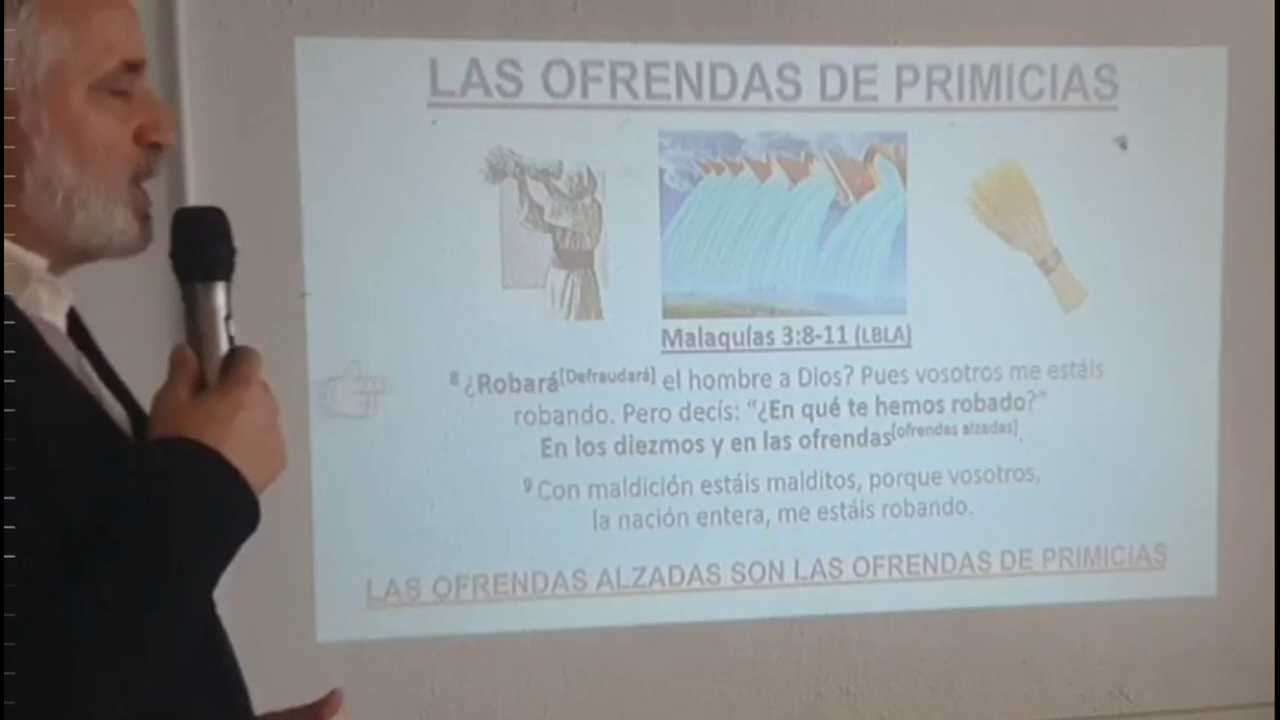 LAS OFRENDAS DE PRIMICIAS
Malaquías 3:8-11 (LBLA)
⁸ ¿Robará[Defraudará] el hombre a Dios? Pues vosotros me estáis
robando. Pero decís: “¿En qué te hemos robado?”
En los diezmos y en las ofrendas[ofrendas alzadas].
⁹ Con maldición estáis malditos, porque vosotros,
la nación entera, me estáis robando.
LAS OFRENDAS ALZADAS SON LAS OFRENDAS DE PRIMICIAS